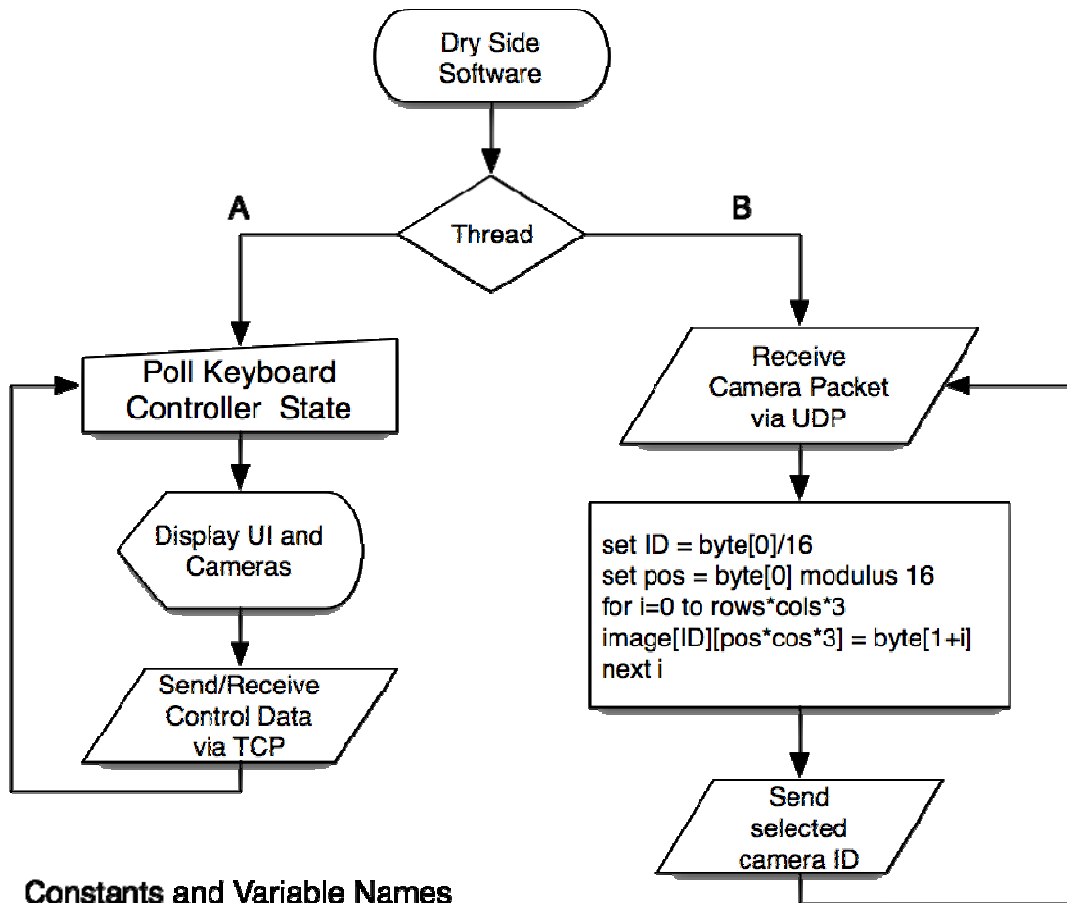 Dry Side
Software
A
B
Thread
Poll Keyboard
Controller State
Receive
Camera Packet
via UDP
Display UI and
Cameras
set ID = byte[0]/16
set pos = byte[0] modulus 16
for i=0 to rows*cols*3
image[ID][pos*cos*3] = byte[1+i]
next i
Send/Receive
Control Data
via TCP
Send
selected
camera ID
Constants and Variable Names